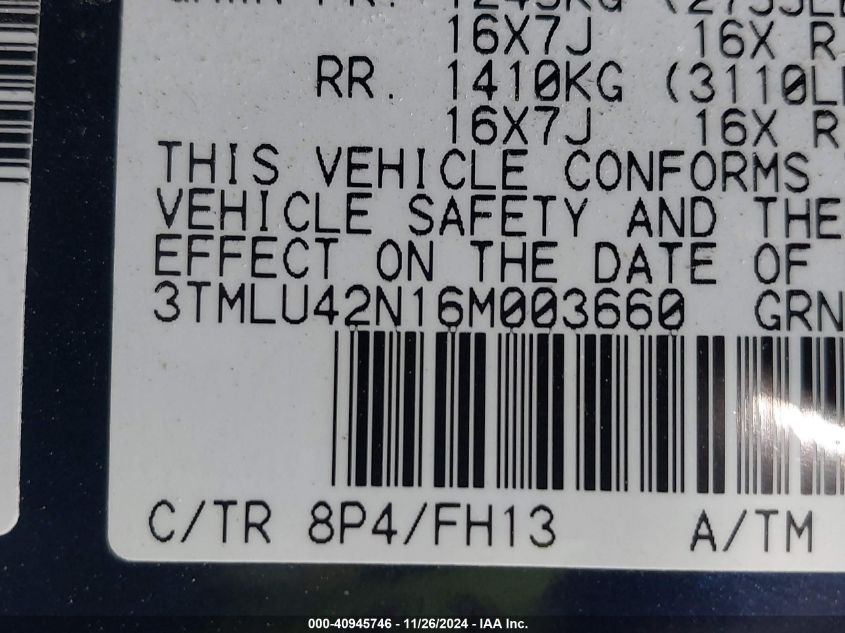 16X7J 16X R
RR. 1410KG (3110L
16X7J 16X R
THIS VEHICLE CONFORMS
VEHICLE SAFETY AND THE
EFFECT ON THE DATE OF
3TMLU42N16M003660 GRN
C/TR 8P4/FH13 A/TM
000-40945746 - 11/26/2024 - IAA Inc.